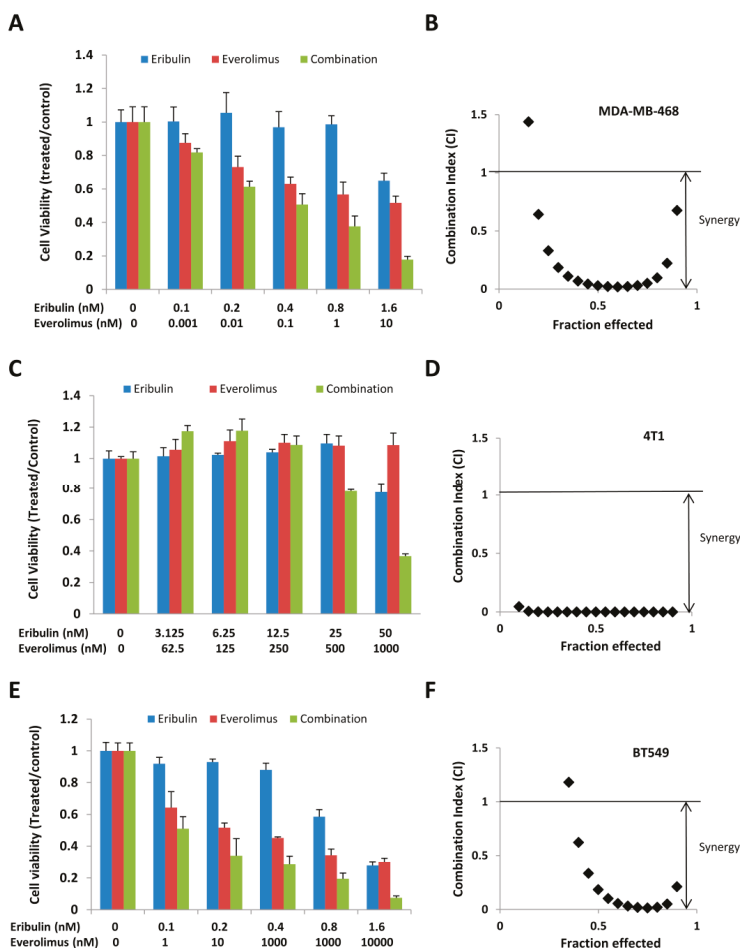 A
Eribulin Everolimus Combination
Cell Viability (treated/control)
1.4
1.2
1
0.8
0.6
0.4
0.2
0
Eribulin (nM) 0 0.1 0.2 0.4 0.8 1.6
Everolimus (nM) 0 0.001 0.01 0.1 1 10
B
MDA-MB-468
Combination Index (CI)
1.5
1
0.5
0
Synergy
0 0.5 1
Fraction effected
C
Eribulin Everolimus Combination
Cell Viability (Treated/Control)
1.4
1.2
1
0.8
0.6
0.4
0.2
0
Eribulin (nM) 0 3.125 6.25 12.5 25 50
Everolimus (nM) 0 62.5 125 250 500 1000
D
4T1
Combination Index (CI)
1.5
1
0.5
0
Synergy
0 0.5 1
Fraction effected
E
Eribulin Everolimus Combination
Cell viability (Treated/control)
1.2
1
0.8
0.6
0.4
0.2
0
Eribulin (nM) 0 0.1 0.2 0.4 0.8 1.6
Everolimus (nM) 0 1 10 1000 1000 10000
F
BT549
Combination Index (CI)
1.5
1
0.5
0
Synergy
0 0.5 1
Fraction effected